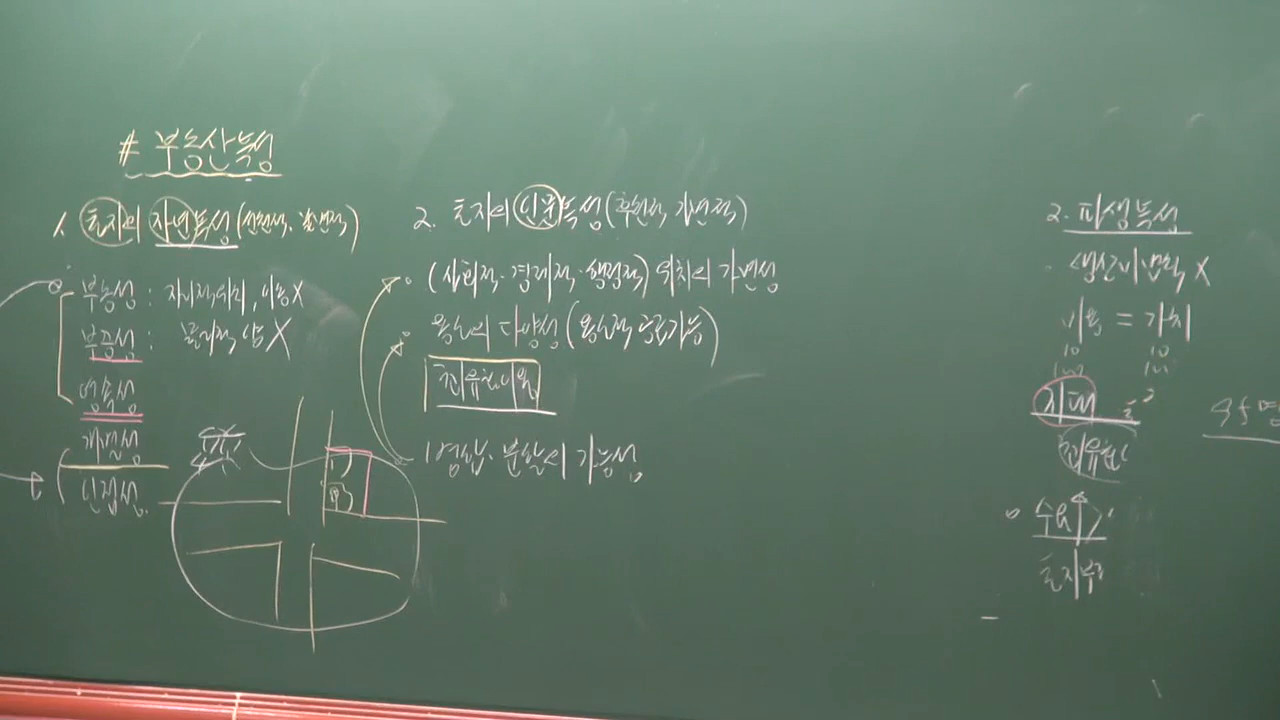 # 부동산특성
1. 토지의 자연특성 (선천적, 불변적)
부동성 : 지리적위치, 이동X
부증성 : 물리적 생산X
영속성
개별성
인접성.
2. 토지의 인문특성 (후천적, 가변적)
(사회적·경제적·행정적) 위치의 가변성
용도의 다양성 (용도적 공급가능)
최유효이용
병합·분할의 가능성
2. 파생특성
· 생산비법칙 X
비용 = 가치
10 10
100 100
지대
최유효
수요
토지부